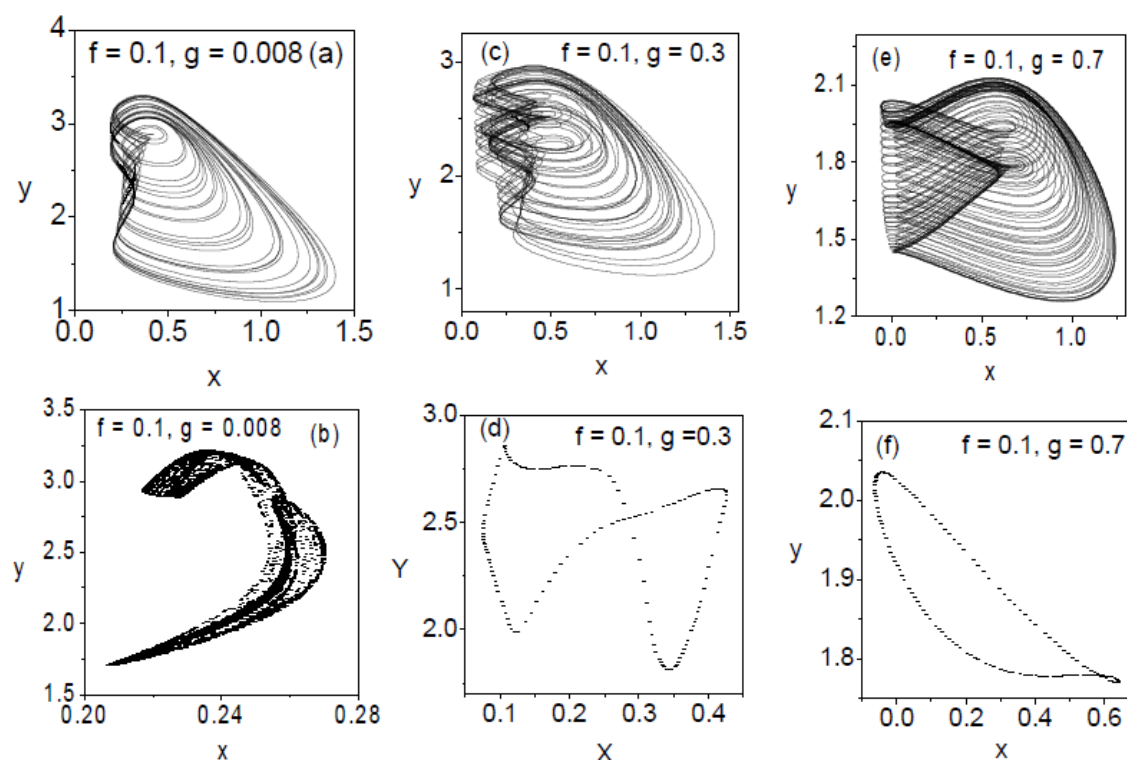 f = 0.1, g = 0.008 (a)
4
3
2
1
y
0.0 0.5 1.0 1.5
x
(c) f = 0.1, g = 0.3
3
2
1
0
y
0.0 0.5 1.0 1.5
x
(e) f = 0.1, g = 0.7
2.1
1.8
1.5
1.2
y
0.0 0.5 1.0
x
f = 0.1, g = 0.008 (b)
3.5
3.0
2.5
2.0
1.5
y
0.20 0.24 0.28
x
(d) f = 0.1, g =0.3
3.0
2.5
2.0
Y
0.1 0.2 0.3 0.4
X
(f) f = 0.1, g = 0.7
2.1
2.0
1.9
1.8
y
0.0 0.2 0.4 0.6
x